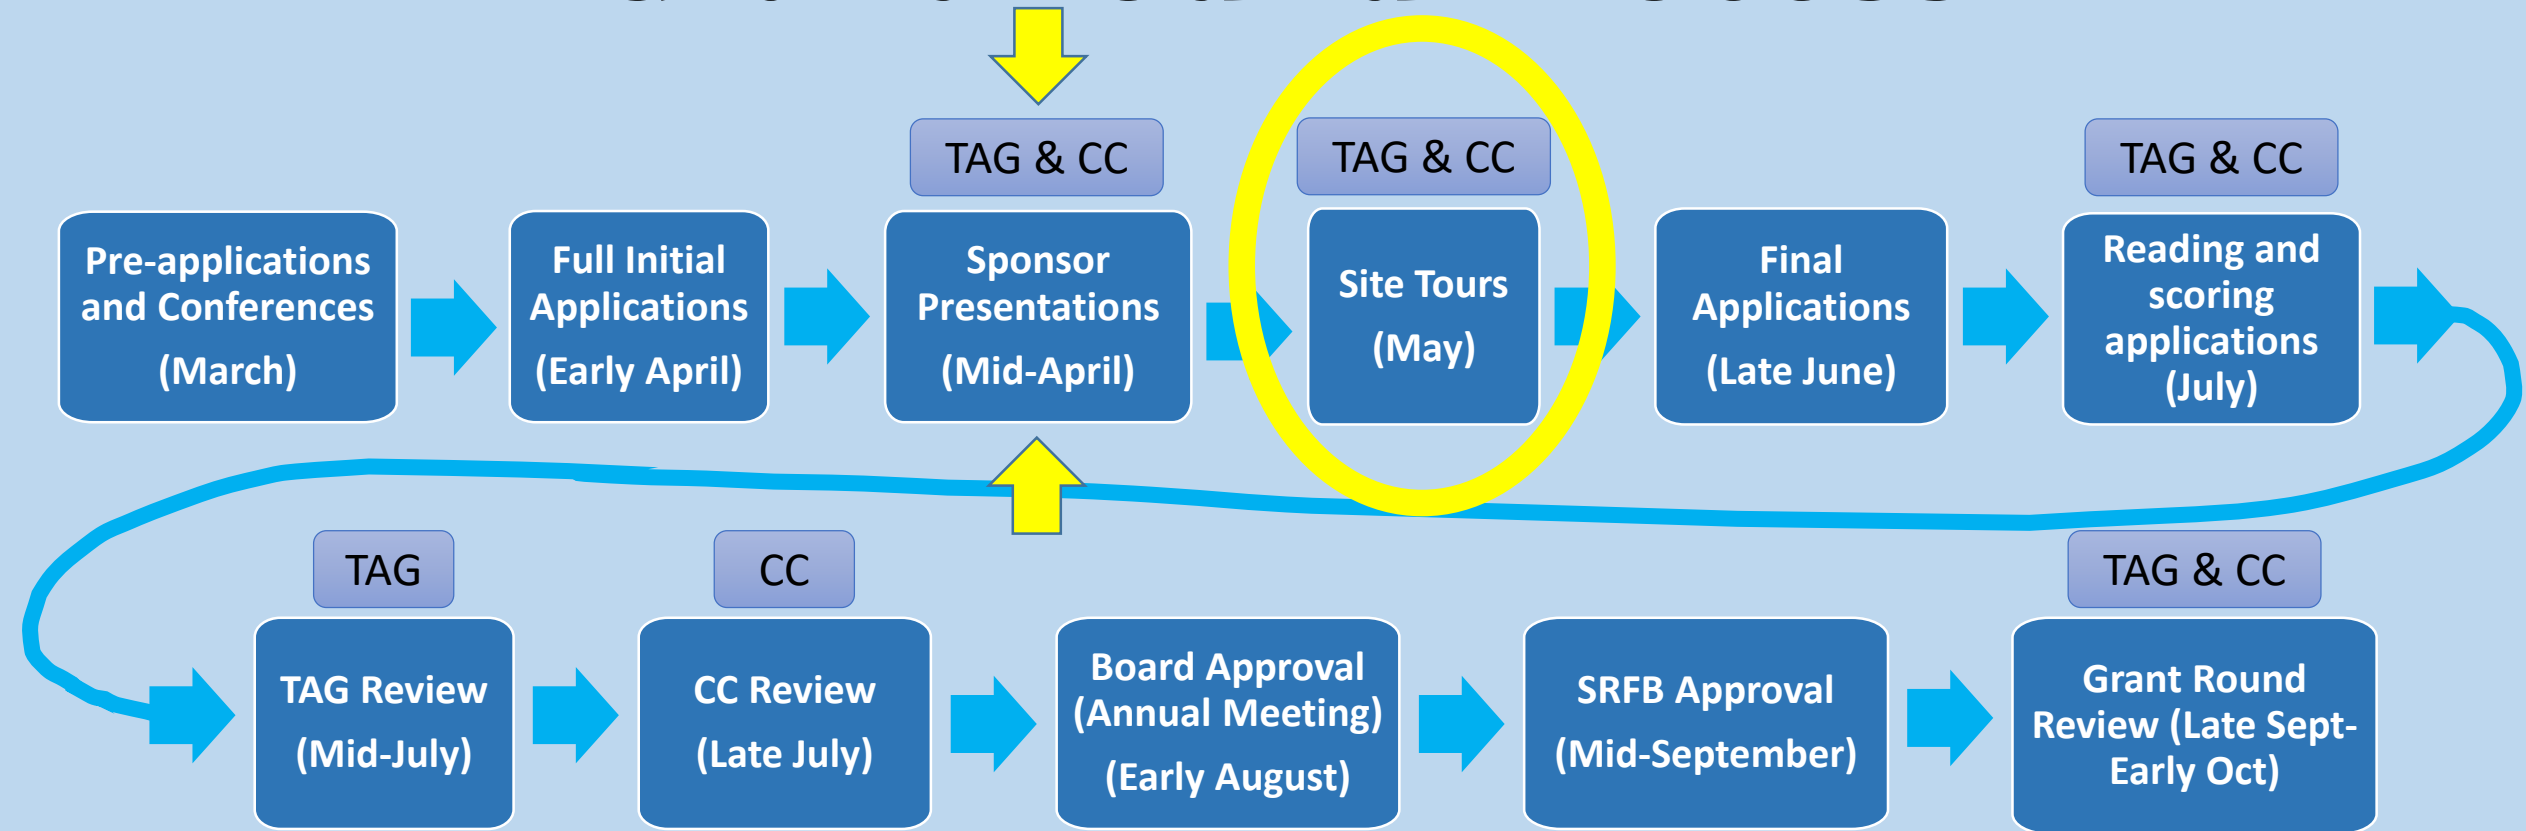 TAG & CC
TAG & CC
TAG & CC
Pre-applications
and Conferences
(March)
Full Initial
Applications
(Early April)
Sponsor
Presentations
(Mid-April)
Site Tours
(May)
Final
Applications
(Late June)
Reading and
scoring
applications
(July)
TAG
CC
TAG & CC
TAG Review
(Mid-July)
CC Review
(Late July)
Board Approval
(Annual Meeting)
(Early August)
SRFB Approval
(Mid-September)
Grant Round
Review (Late Sept-
Early Oct)